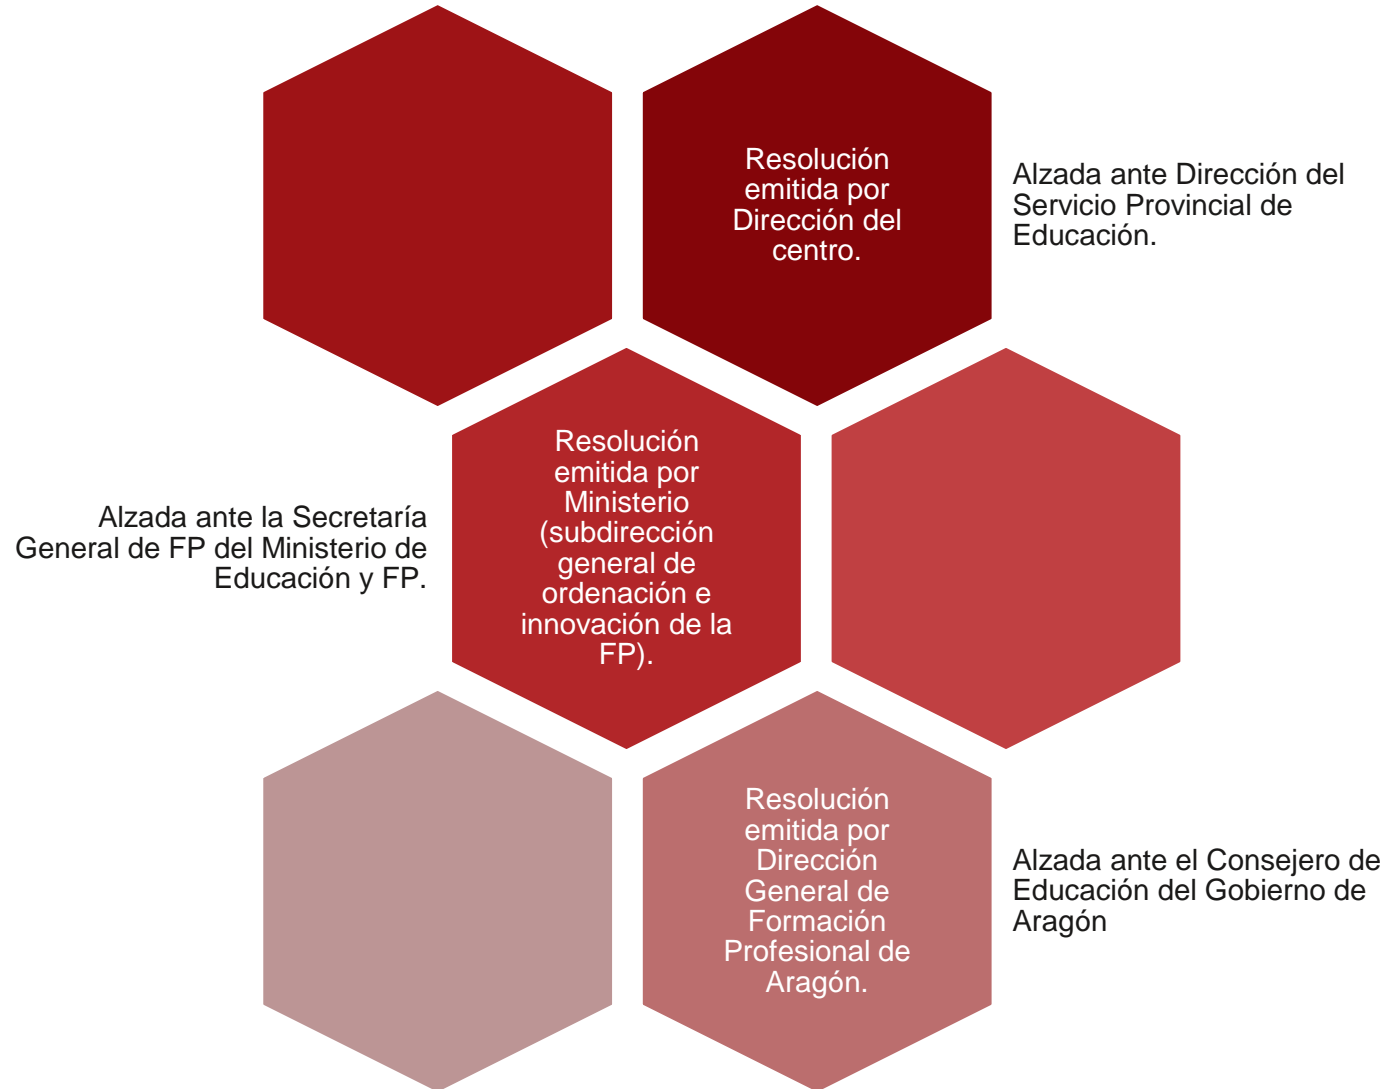 Resolución
emitida por
Dirección del
centro.
Alzada ante Dirección del
Servicio Provincial de
Educación.
Resolución
emitida por
Ministerio
(subdirección
general de
ordenación e
innovación de la
FP).
Alzada ante la Secretaría
General de FP del Ministerio de
Educación y FP.
Resolución
emitida por
Dirección
General de
Formación
Profesional de
Aragón.
Alzada ante el Consejero de
Educación del Gobierno de
Aragón